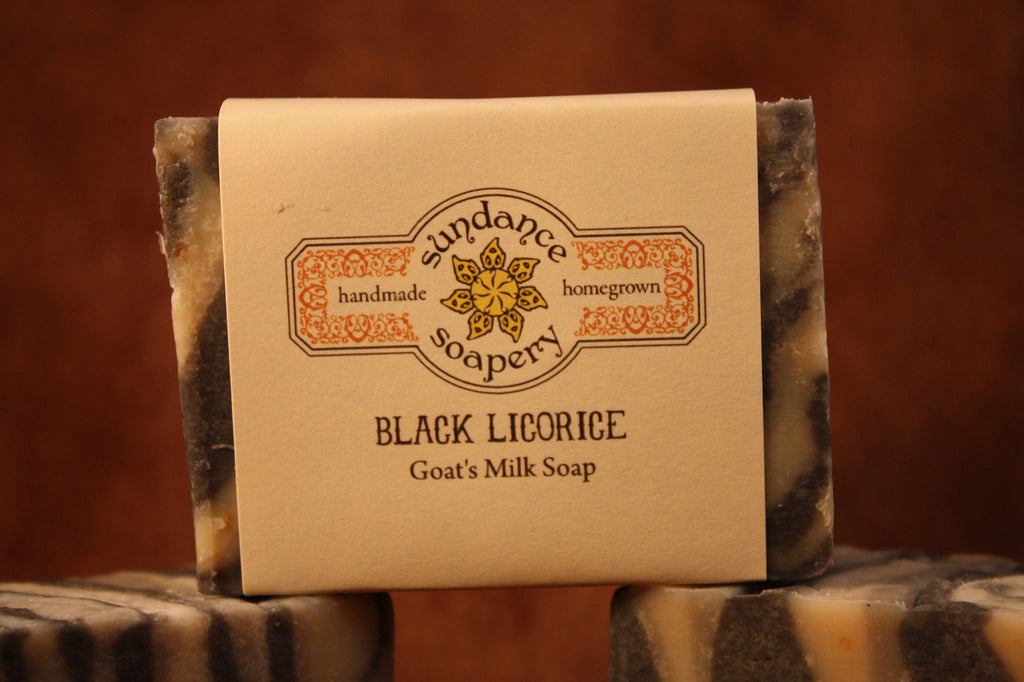 sundance
handmade homegrown
soapery
BLACK LICORICE
Goat's Milk Soap